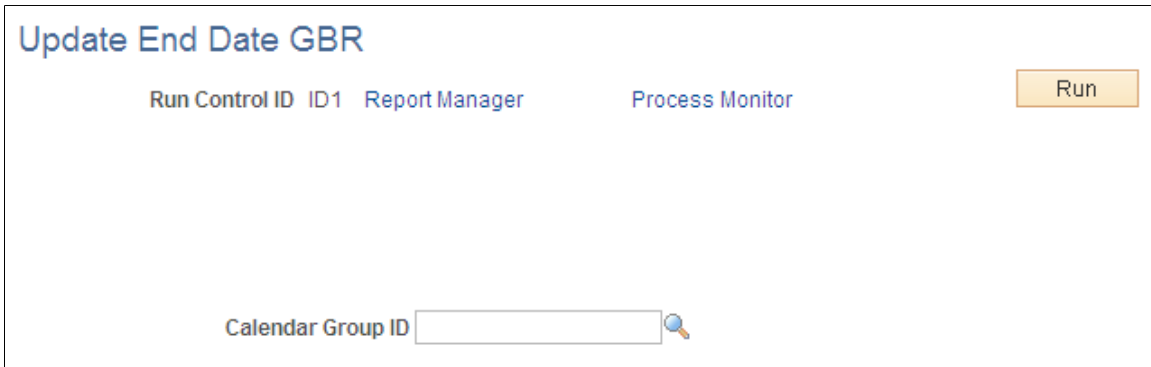 Update End Date GBR
Run Control ID ID1 Report Manager Process Monitor Run
Calendar Group ID